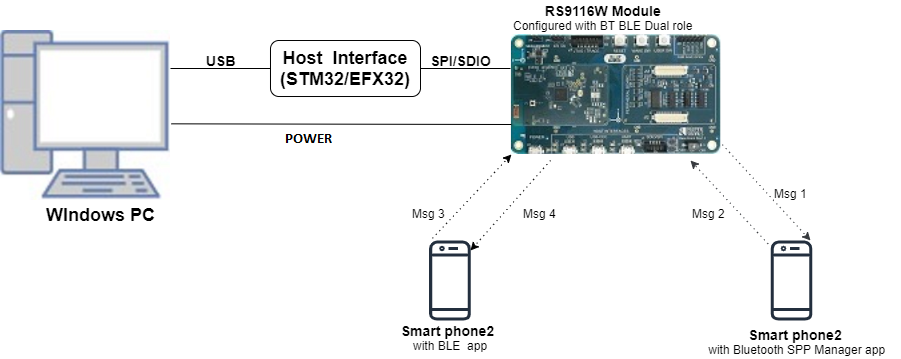 RS9116W Module
Configured with BT BLE Dual role
USB
Host Interface
(STM32/EFX32)
SPI/SDIO
POWER
WIndows PC
Msg 3
Msg 4
Msg 2
Msg 1
Smart phone2
with BLE app
Smart phone2
with Bluetooth SPP Manager app